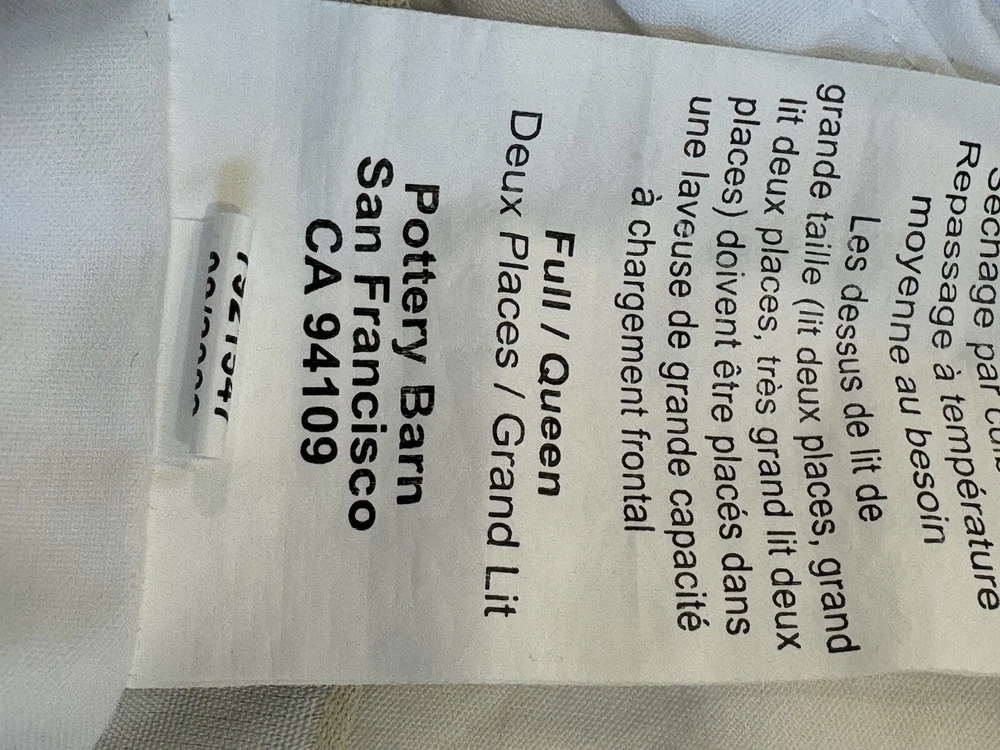 Séchage par
Repassage à température
moyenne au besoin
Les dessus de lit de
grande taille (lit deux places, grand
lit deux places, très grand lit deux
places) doivent être placés dans
une laveuse de grande capacité
à chargement frontal
Full / Queen
Deux Places / Grand Lit
Pottery Barn
San Francisco
CA 94109